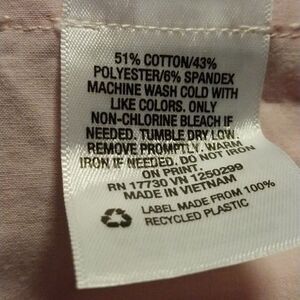 51% COTTON/43%
POLYESTER/6% SPANDEX
MACHINE WASH COLD WITH
LIKE COLORS. ONLY
NON-CHLORINE BLEACH IF
NEEDED. TUMBLE DRY LOW.
REMOVE PROMPTLY. WARM
IRON IF NEEDED. DO NOT IRON
ON PRINT
RN 17730 VN 1250299
MADE IN VIETNAM
LABEL MADE FROM 100%
RECYCLED PLASTIC